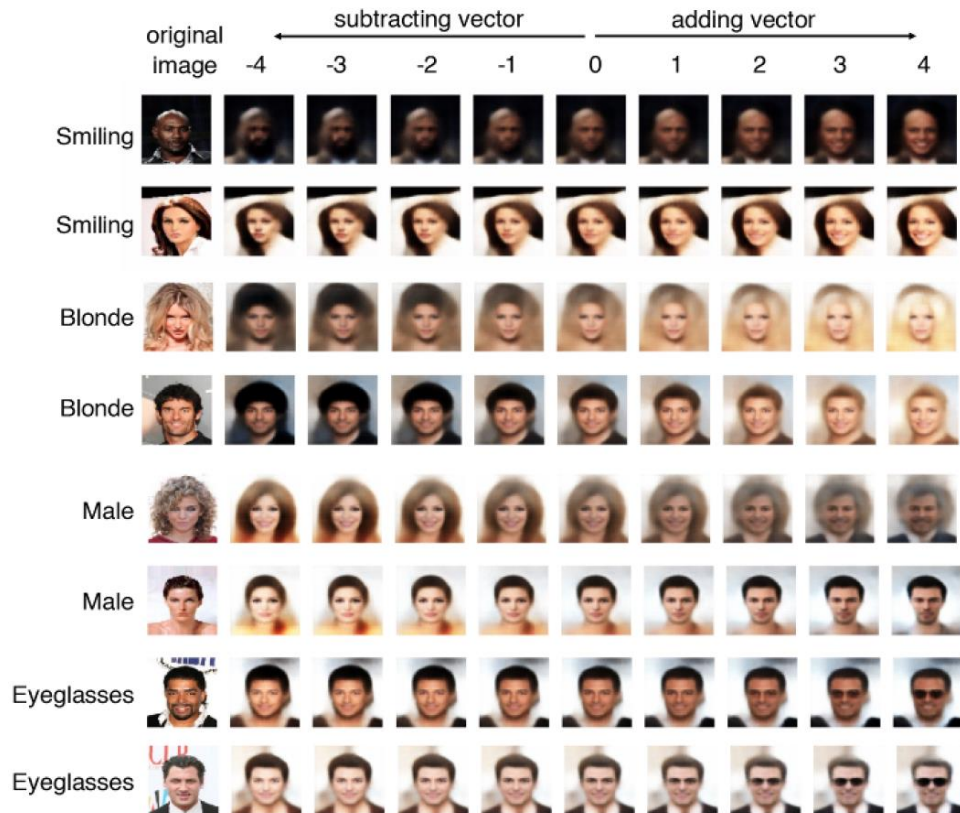 subtracting vector adding vector
original
image -4 -3 -2 -1 0 1 2 3 4
Smiling
Smiling
Blonde
Blonde
Male
Male
Eyeglasses
Eyeglasses